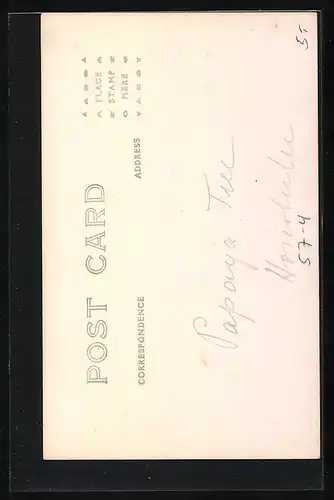 POST CARD
CORRESPONDENCE
ADDRESS
PLACE
STAMP
HERE
Papaya Tree
Honolulu
57-4
5-